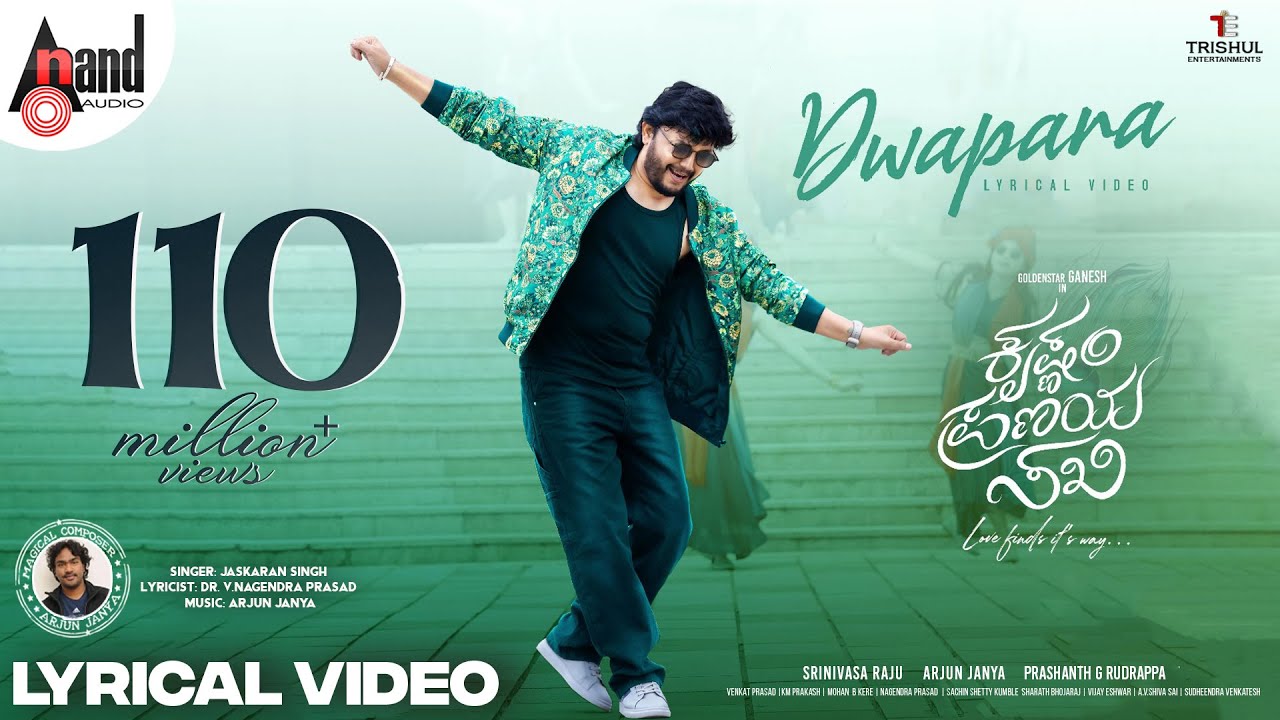 Anand
AUDIO
TE
TRISHUL
ENTERTAINMENTS
Dwapara
LYRICAL VIDEO
110
million+
views
GOLDENSTAR GANESH
IN
ಕೃಷ್ಣಂ
ಪ್ರಣಯ
ಸಖಿ
Love finds it's way...
MAGICAL COMPOSER
ARJUN JANYA
SINGER: JASKARAN SINGH
LYRICIST: DR. V.NAGENDRA PRASAD
MUSIC: ARJUN JANYA
LYRICAL VIDEO
SRINIVASA RAJU ARJUN JANYA PRASHANTH G RUDRAPPA
VENKAT PRASAD | KM PRAKASH | MOHAN B KERE | NAGENDRA PRASAD | SACHIN SHETTY KUMBLE SHARATH BHOJARAJ | VIJAY ESHWAR | A.V.SHIVA SAI | SUDHEENDRA VENKATESH